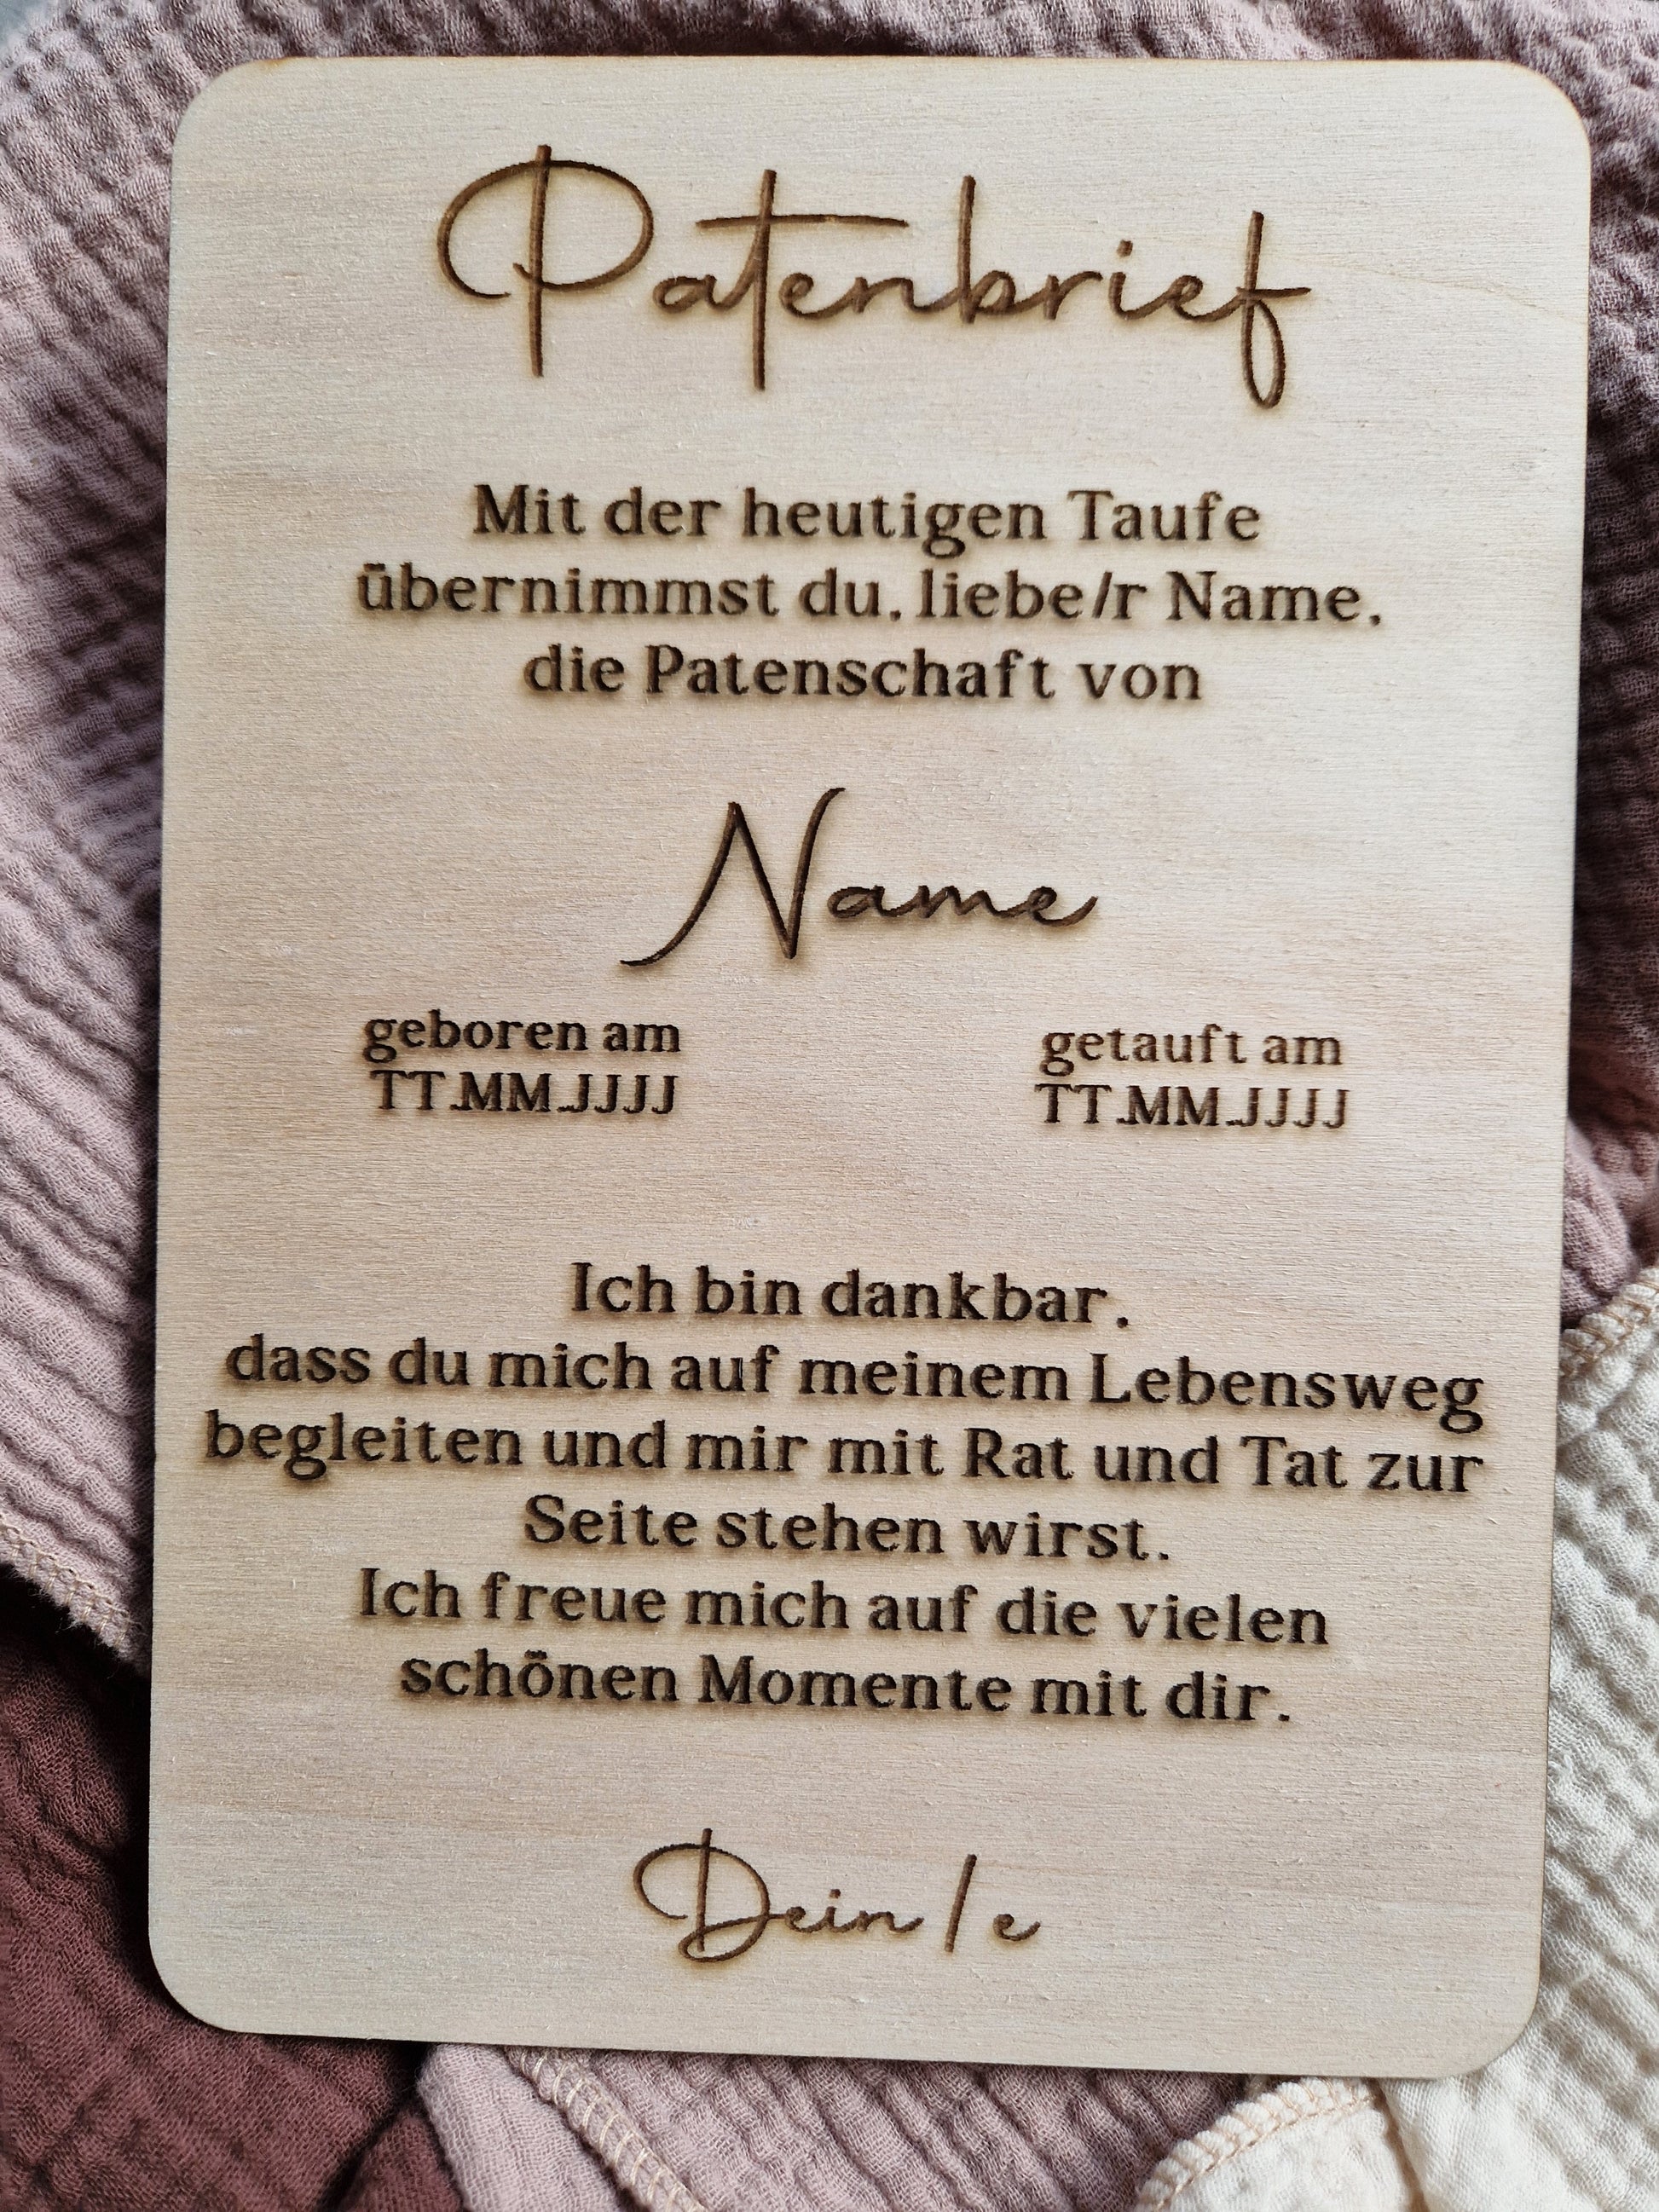 Patenbrief
Mit der heutigen Taufe
übernimmst du, liebe/r Name,
die Patenschaft von
Name
geboren am
TT.MM.JJJJ
getauft am
TT.MM.JJJJ
Ich bin dankbar,
dass du mich auf meinem Lebensweg
begleiten und mir mit Rat und Tat zur
Seite stehen wirst.
Ich freue mich auf die vielen
schönen Momente mit dir.
Dein/e